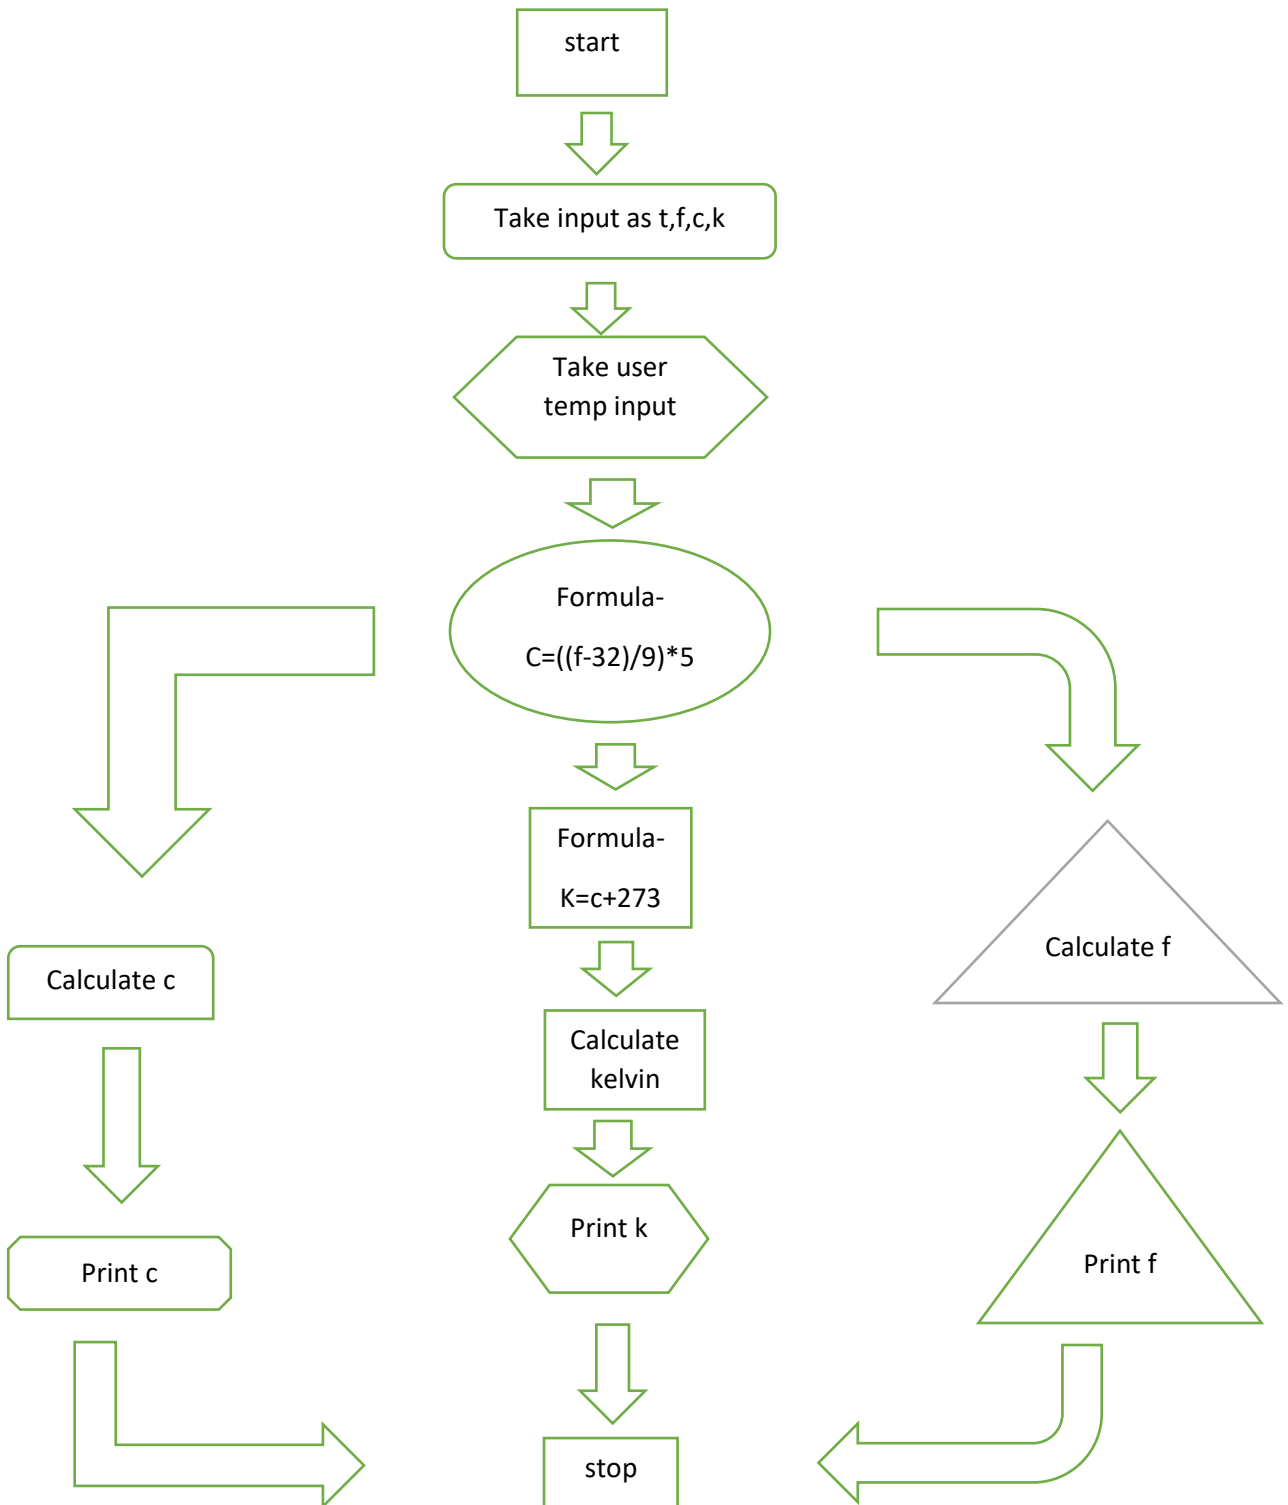 start
Take input as t,f,c,k
Take user
temp input
Formula-
C=((f-32)/9)*5
Formula-
K=c+273
Calculate f
Calculate c
Calculate
kelvin
Print k
Print f
Print c
stop